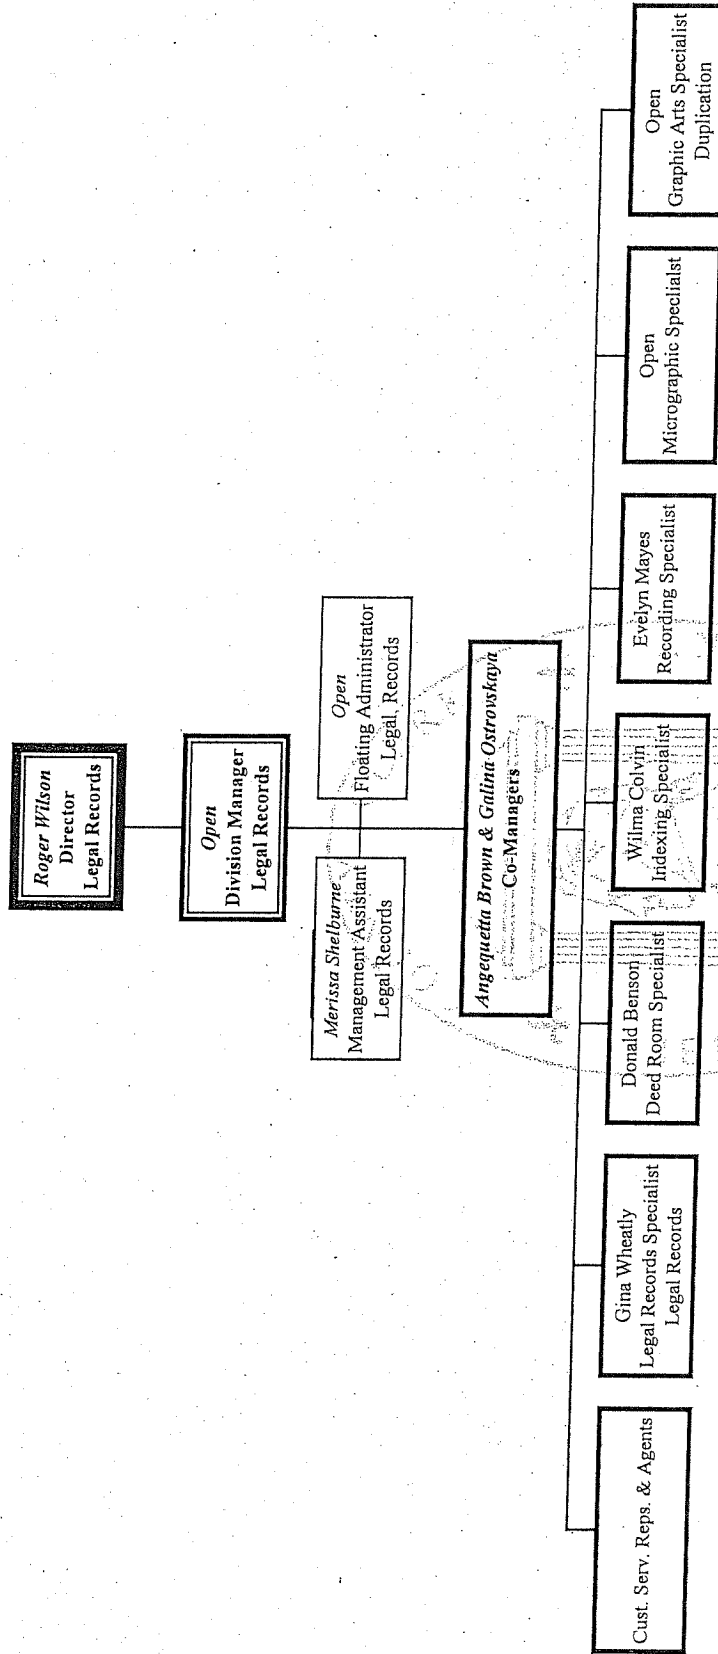 Roger Wilson
Director
Legal Records
Open
Division Manager
Legal Records
Merissa Shelburne
Management Assistant
Legal Records
Open
Floating Administrator
Legal, Records
Angequetta Brown & Galina Ostrovskaya
Co-Managers
Cust. Serv. Reps. & Agents
Gina Wheatly
Legal Records Specialist
Legal Records
Donald Benson
Deed Room Specialist
Wilma Colvin
Indexing Specialist
Evelyn Mayes
Recording Specialist
Open
Micrographic Speclialst
Open
Graphic Arts Specialist
Duplication